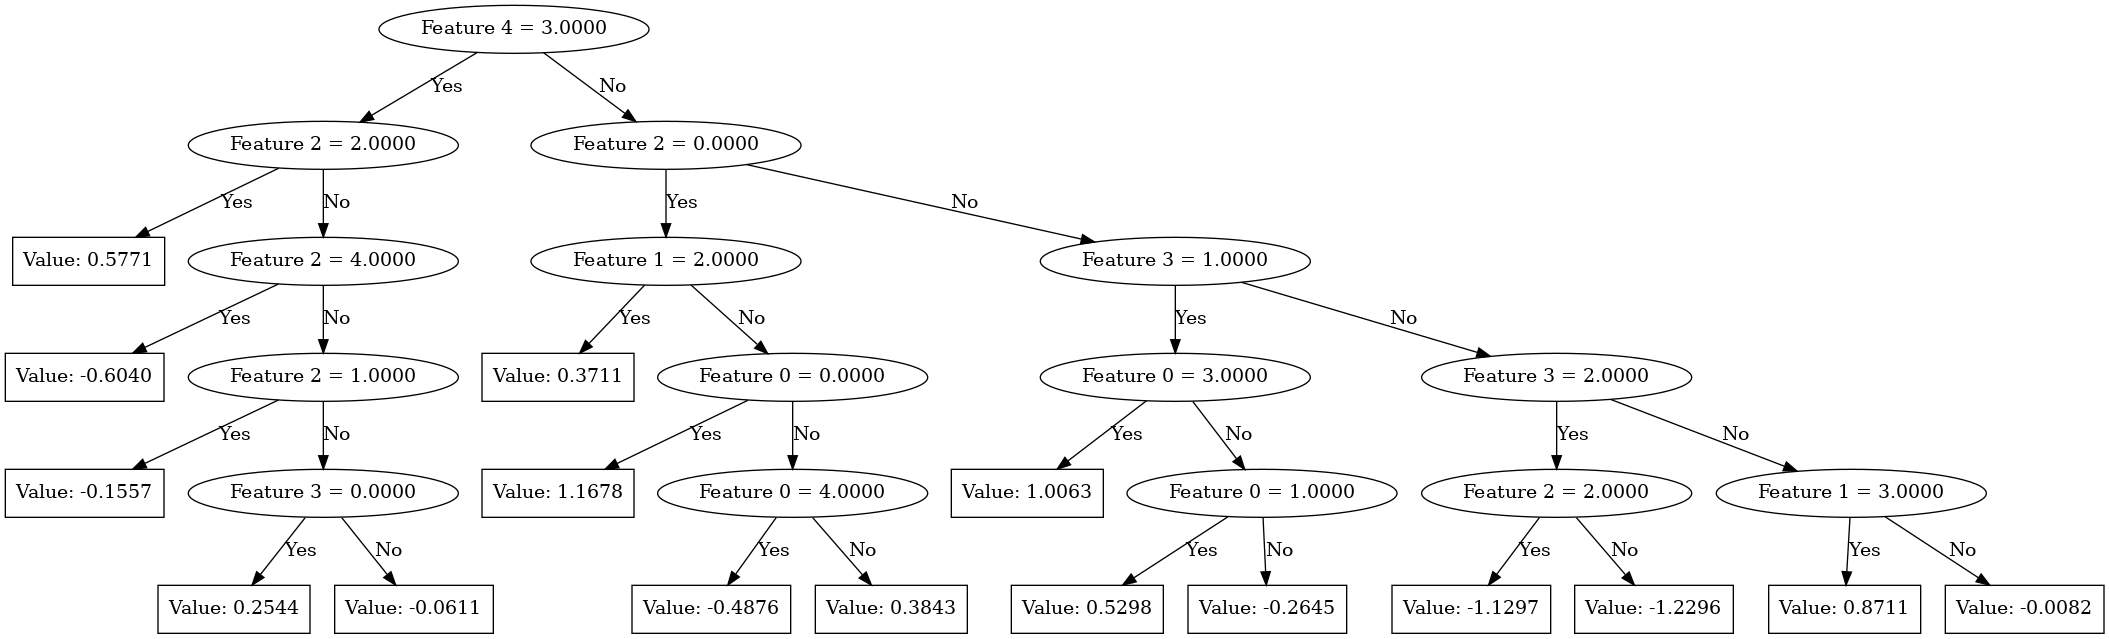 Feature 4 = 3.0000
Yes
No
Feature 2 = 2.0000
Feature 2 = 0.0000
Yes
No
Yes
No
Value: 0.5771
Feature 2 = 4.0000
Feature 1 = 2.0000
Feature 3 = 1.0000
Yes
No
Yes
No
Yes
No
Value: -0.6040
Feature 2 = 1.0000
Value: 0.3711
Feature 0 = 0.0000
Feature 0 = 3.0000
Feature 3 = 2.0000
Yes
No
Yes
No
Yes
No
Yes
No
Value: -0.1557
Feature 3 = 0.0000
Value: 1.1678
Feature 0 = 4.0000
Value: 1.0063
Feature 0 = 1.0000
Feature 2 = 2.0000
Feature 1 = 3.0000
Yes
No
Yes
No
Yes
No
Yes
No
Yes
No
Value: 0.2544
Value: -0.0611
Value: -0.4876
Value: 0.3843
Value: 0.5298
Value: -0.2645
Value: -1.1297
Value: -1.2296
Value: 0.8711
Value: -0.0082